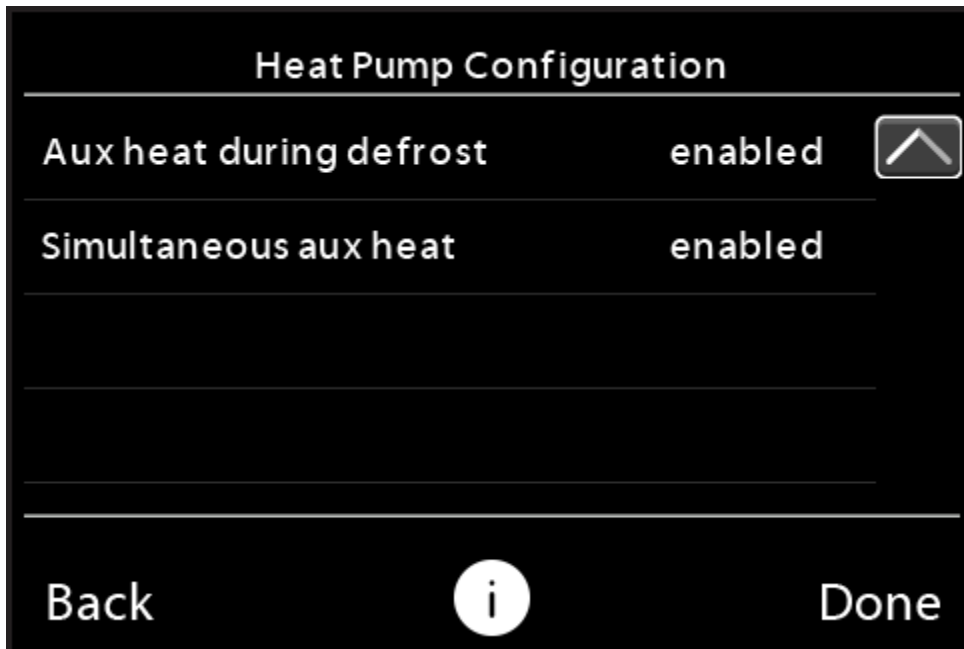 Heat Pump Configuration
Aux heat during defrost enabled
Simultaneous aux heat enabled
Back i Done